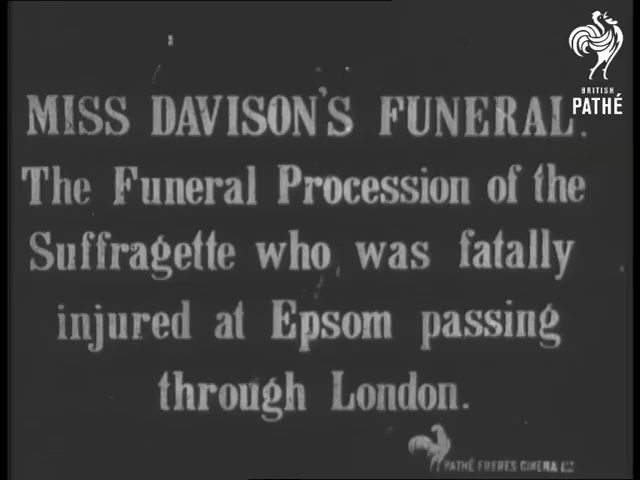 BRITISH
PATHÉ
MISS DAVISON'S FUNERAL.
The Funeral Procession of the
Suffragette who was fatally
injured at Epsom passing
through London.
PATHÉ FRERES CINEMA LTD